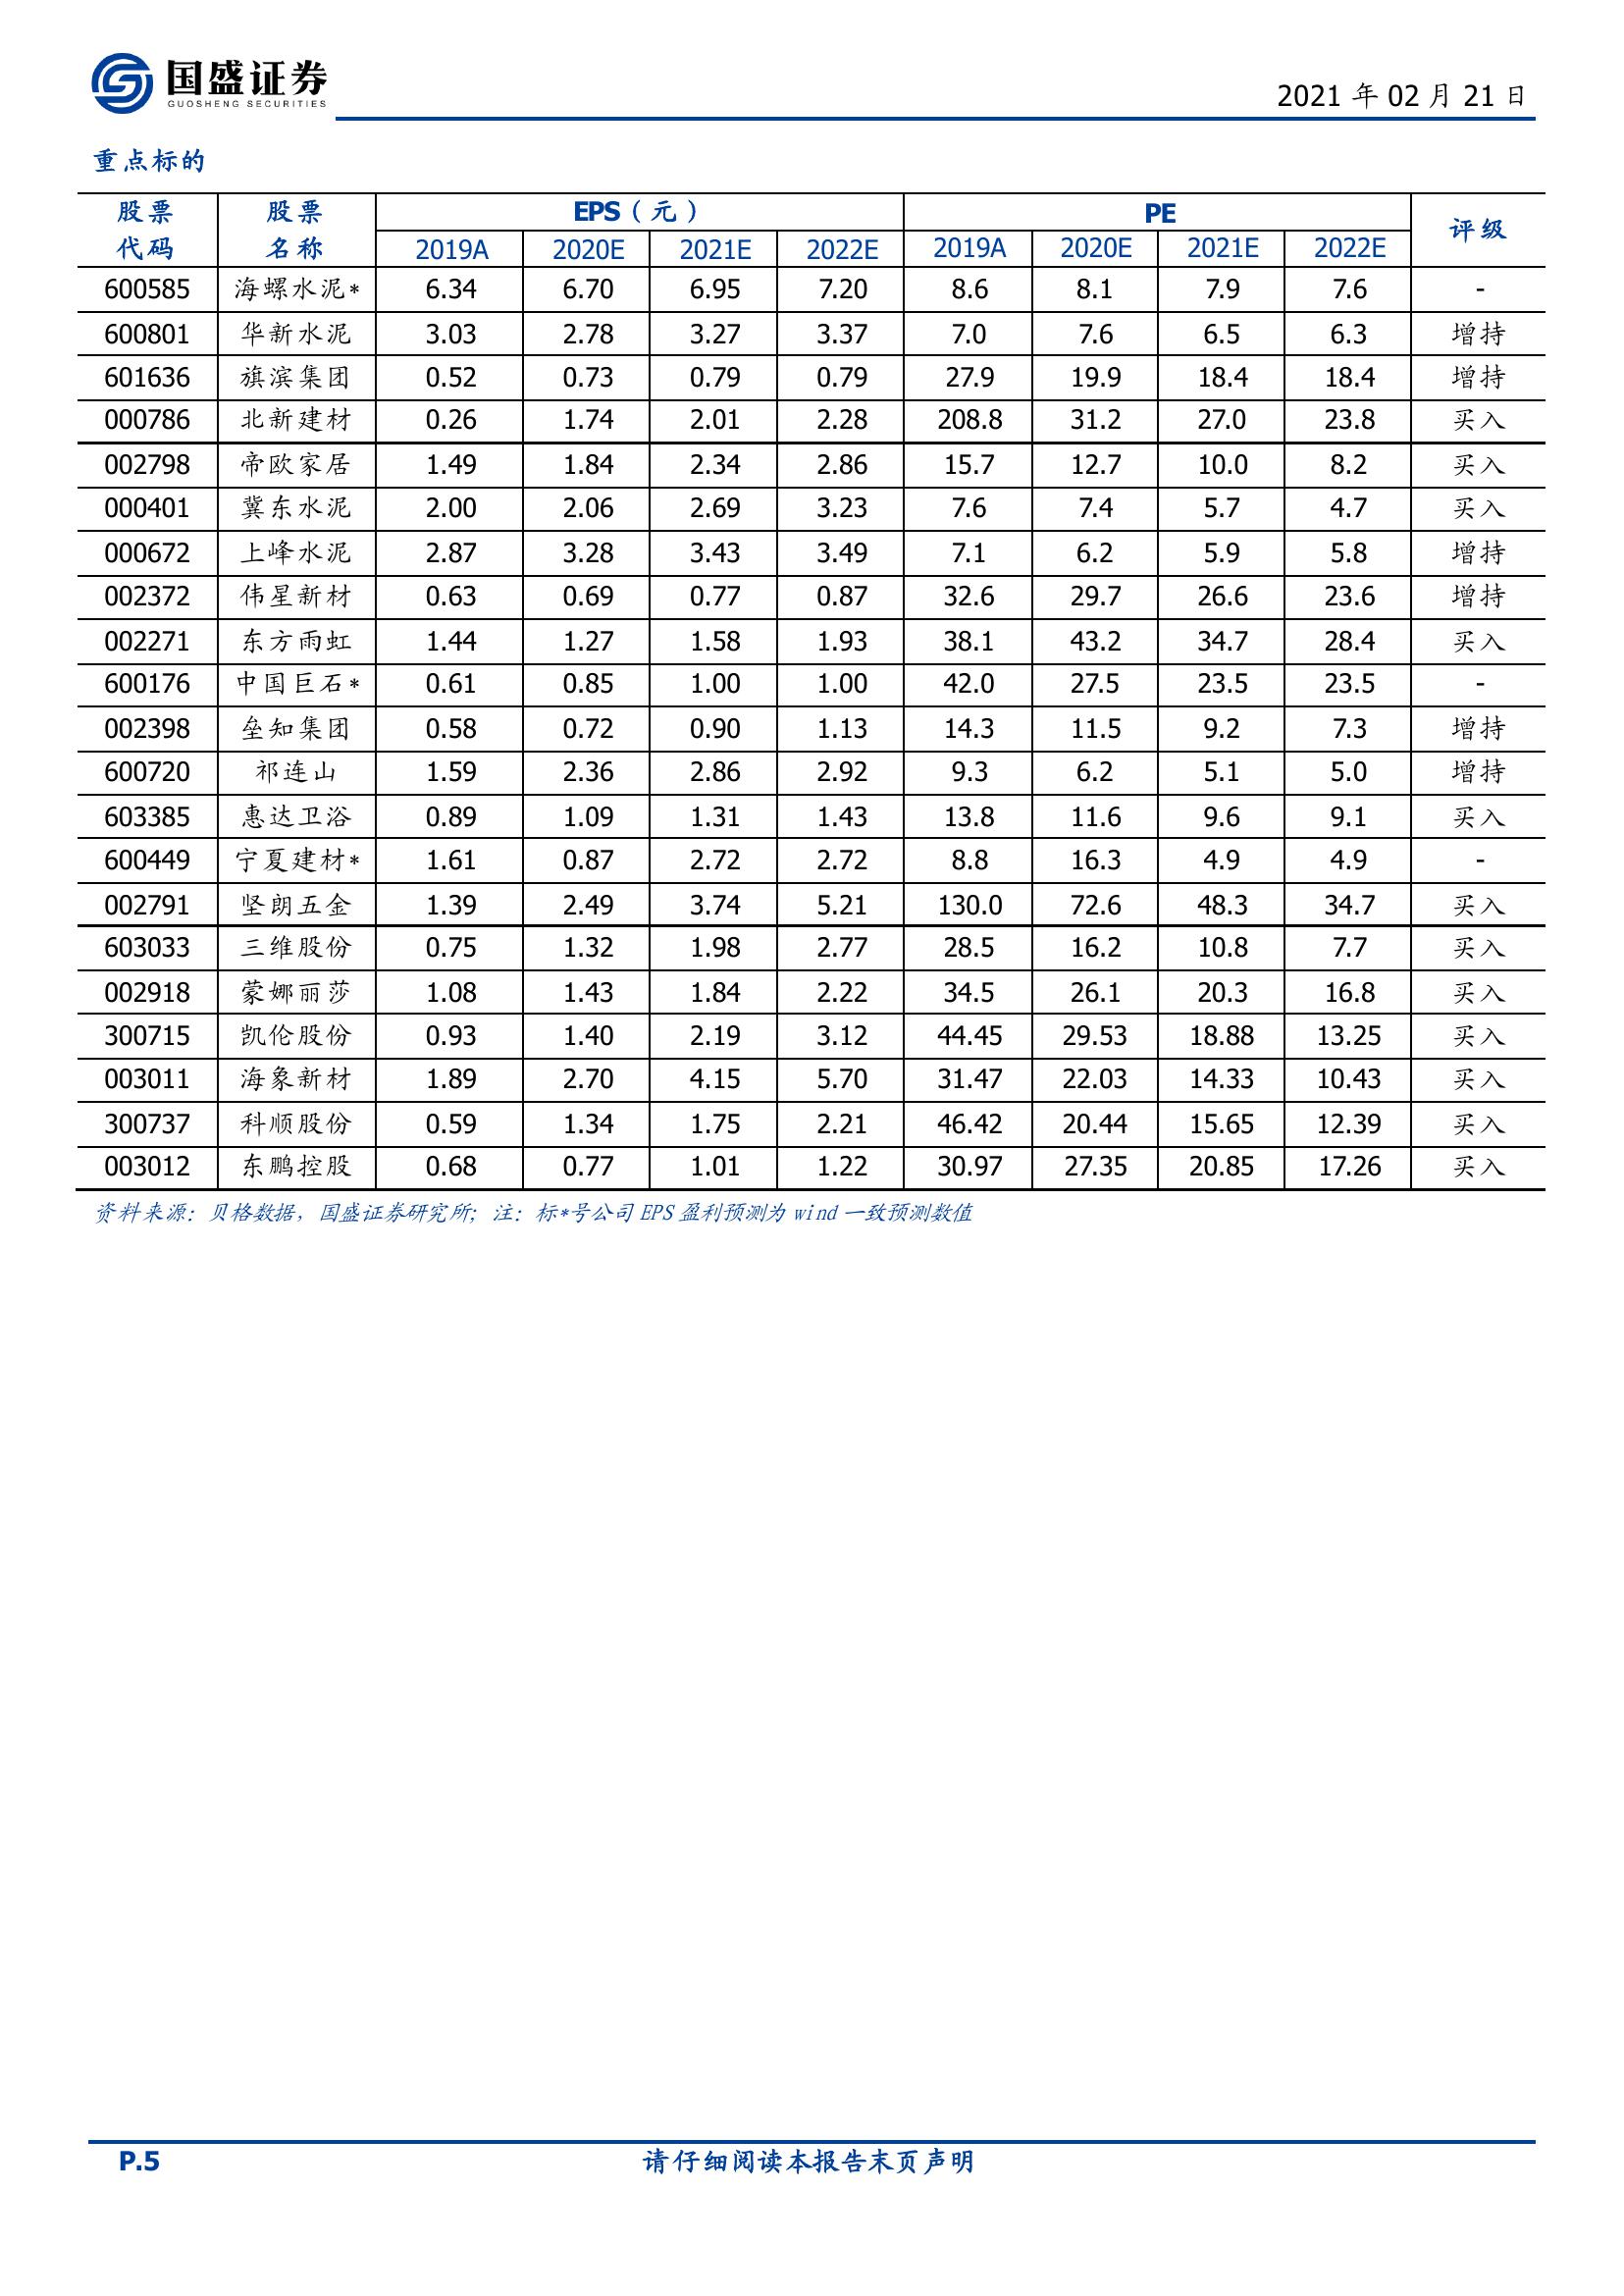 国盛证券
GUOSHENG SECURITIES
2021 年 02 月 21 日
重点标的
股票 股票 EPS（元） PE 评级
代码 名称 2019A 2020E 2021E 2022E 2019A 2020E 2021E 2022E
600585 海螺水泥* 6.34 6.70 6.95 7.20 8.6 8.1 7.9 7.6 -
600801 华新水泥 3.03 2.78 3.27 3.37 7.0 7.6 6.5 6.3 增持
601636 旗滨集团 0.52 0.73 0.79 0.79 27.9 19.9 18.4 18.4 增持
000786 北新建材 0.26 1.74 2.01 2.28 208.8 31.2 27.0 23.8 买入
002798 帝欧家居 1.49 1.84 2.34 2.86 15.7 12.7 10.0 8.2 买入
000401 冀东水泥 2.00 2.06 2.69 3.23 7.6 7.4 5.7 4.7 买入
000672 上峰水泥 2.87 3.28 3.43 3.49 7.1 6.2 5.9 5.8 增持
002372 伟星新材 0.63 0.69 0.77 0.87 32.6 29.7 26.6 23.6 增持
002271 东方雨虹 1.44 1.27 1.58 1.93 38.1 43.2 34.7 28.4 买入
600176 中国巨石* 0.61 0.85 1.00 1.00 42.0 27.5 23.5 23.5 -
002398 垒知集团 0.58 0.72 0.90 1.13 14.3 11.5 9.2 7.3 增持
600720 祁连山 1.59 2.36 2.86 2.92 9.3 6.2 5.1 5.0 增持
603385 惠达卫浴 0.89 1.09 1.31 1.43 13.8 11.6 9.6 9.1 买入
600449 宁夏建材* 1.61 0.87 2.72 2.72 8.8 16.3 4.9 4.9 -
002791 坚朗五金 1.39 2.49 3.74 5.21 130.0 72.6 48.3 34.7 买入
603033 三维股份 0.75 1.32 1.98 2.77 28.5 16.2 10.8 7.7 买入
002918 蒙娜丽莎 1.08 1.43 1.84 2.22 34.5 26.1 20.3 16.8 买入
300715 凯伦股份 0.93 1.40 2.19 3.12 44.45 29.53 18.88 13.25 买入
003011 海象新材 1.89 2.70 4.15 5.70 31.47 22.03 14.33 10.43 买入
300737 科顺股份 0.59 1.34 1.75 2.21 46.42 20.44 15.65 12.39 买入
003012 东鹏控股 0.68 0.77 1.01 1.22 30.97 27.35 20.85 17.26 买入
资料来源：贝格数据，国盛证券研究所；注：标*号公司 EPS 盈利预测为 wind 一致预测数值
P.5 请仔细阅读本报告末页声明